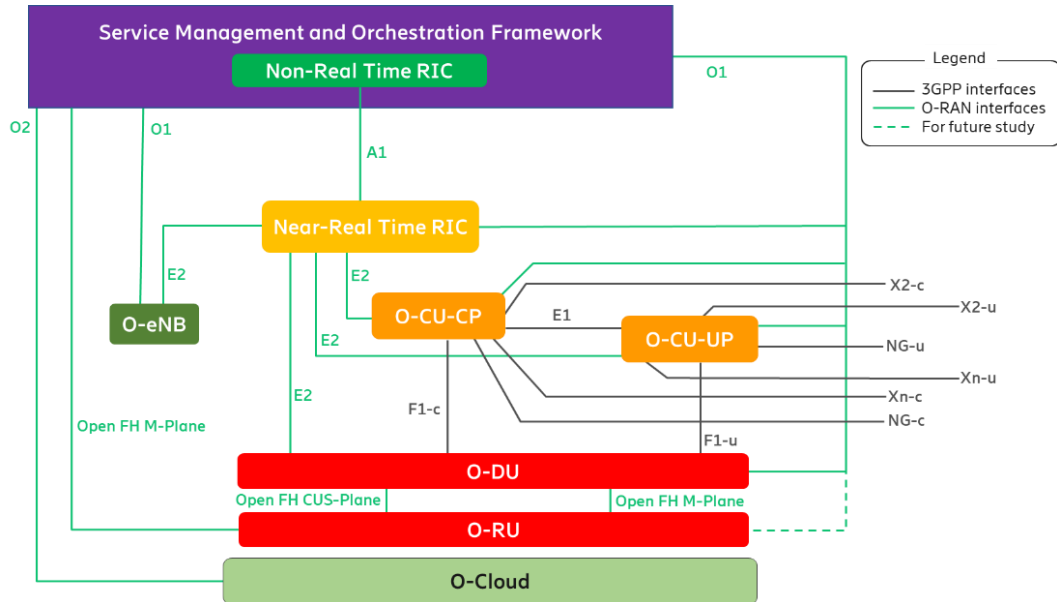 Service Management and Orchestration Framework
Non-Real Time RIC
Legend
3GPP interfaces
O-RAN interfaces
For future study
O1
O2
O1
A1
Near-Real Time RIC
E2
E2
X2-c
O-CU-CP
E1
X2-u
O-eNB
O-CU-UP
E2
NG-u
Xn-u
E2
Xn-c
F1-c
NG-c
Open FH M-Plane
F1-u
O-DU
Open FH CUS-Plane
Open FH M-Plane
O-RU
O-Cloud